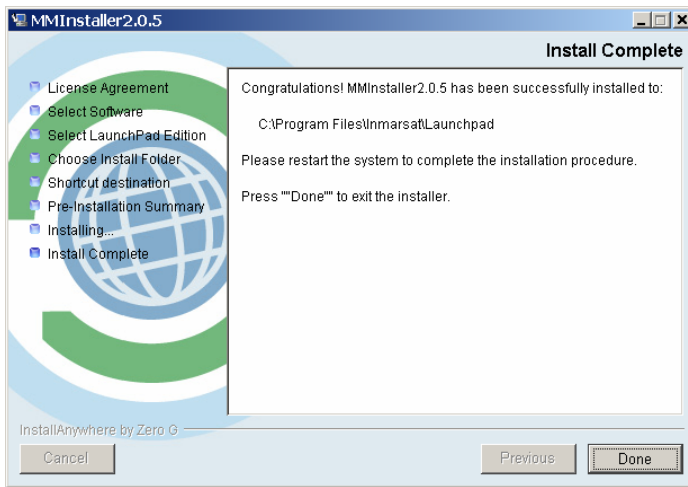 MMInstaller2.0.5
Install Complete
License Agreement
Select Software
Select LaunchPad Edition
Choose Install Folder
Shortcut destination
Pre-Installation Summary
Installing...
Install Complete
Congratulations! MMInstaller2.0.5 has been successfully installed to:
C:\Program Files\Inmarsat\Launchpad
Please restart the system to complete the installation procedure.
Press ""Done"" to exit the installer.
InstallAnywhere by Zero G
Cancel
Previous
Done